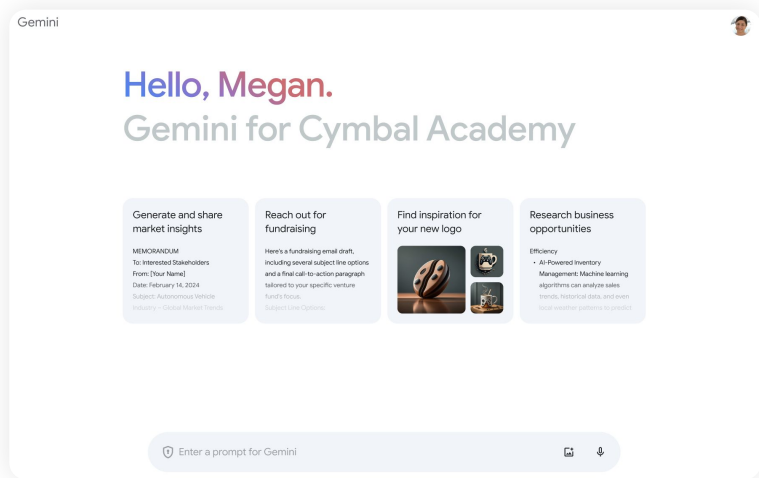 Gemini
Hello, Megan.
Gemini for Cymbal Academy
Generate and share
market insights
MEMORANDUM
To: Interested Stakeholders
From: [Your Name]
Date: February 14, 2024
Subject: Autonomous Vehicle
Industry – Global Market Trends
Reach out for
fundraising
Here's a fundraising email draft,
including several subject line options
and a final call-to-action paragraph
tailored to your specific venture
fund's focus.
Subject Line Options:
Find inspiration for
your new logo
Research business
opportunities
Efficiency
• AI-Powered Inventory
Management: Machine learning
algorithms can analyze sales
trends, historical data, and even
local weather patterns to predict
Enter a prompt for Gemini